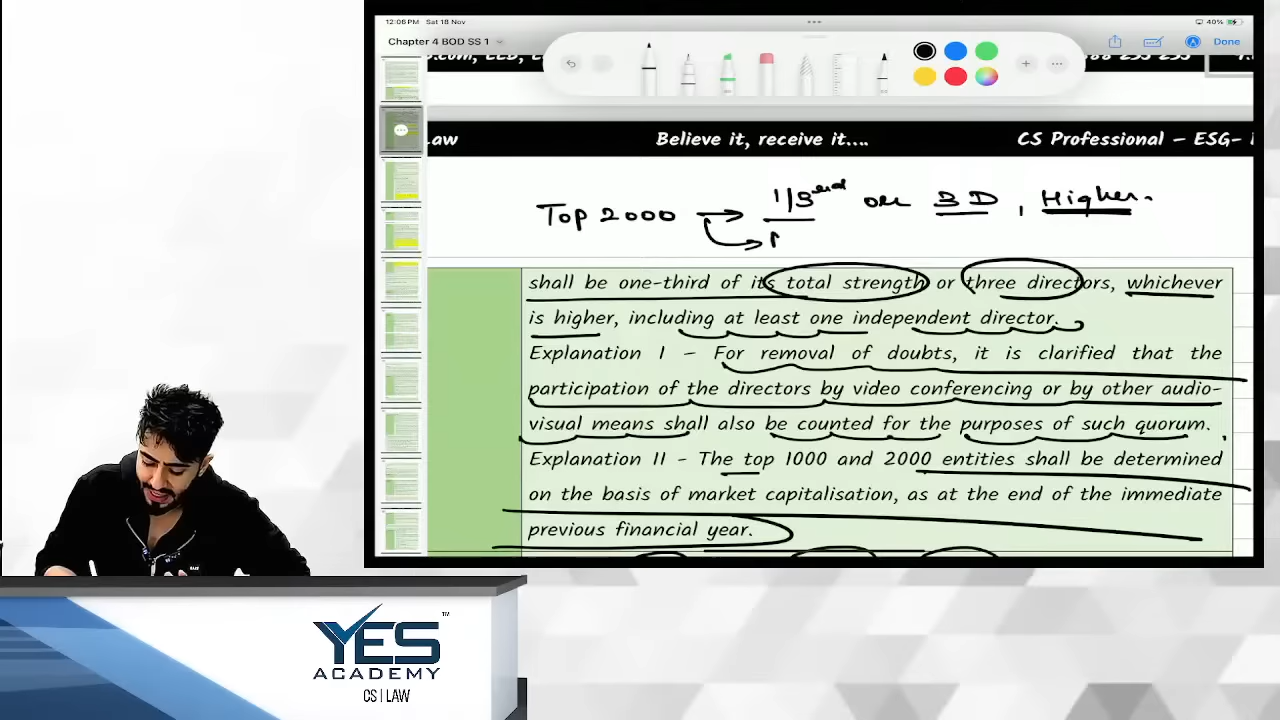 12:06 PM Sat 18 Nov
40%
Chapter 4 BOD SS 1
Done
Law
Believe it, receive it....
CS Professional – ESG-
Top 2000 → 1/3rd or 3 D, Higher.
shall be one-third of its total strength or three directors, whichever
is higher, including at least one independent director.
Explanation – For removal of doubts, it is clarified that the
participation of the directors by video conferencing or by other audio-
visual means shall also be counted for the purposes of such quorum.
Explanation II – The top 1000 and 2000 entities shall be determined
on the basis of market capitalisation, as at the end of the immediate
previous financial year.
YES™
ACADEMY
CS | LAW